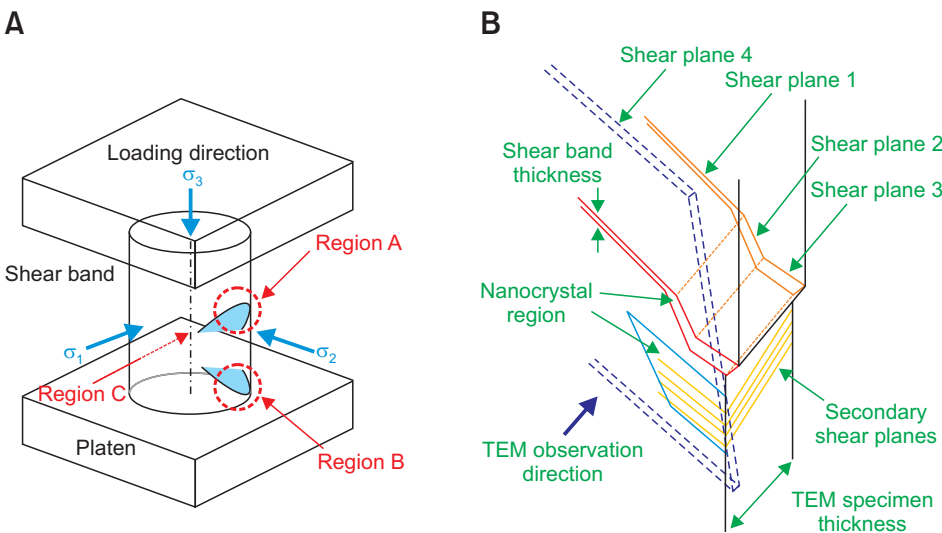 A
Loading direction
σ3
Region A
Shear band
σ1
σ2
Region C
Platen
Region B
B
Shear plane 4
Shear plane 1
Shear band
thickness
Shear plane 2
Shear plane 3
Nanocrystal
region
TEM observation
direction
Secondary
shear planes
TEM specimen
thickness